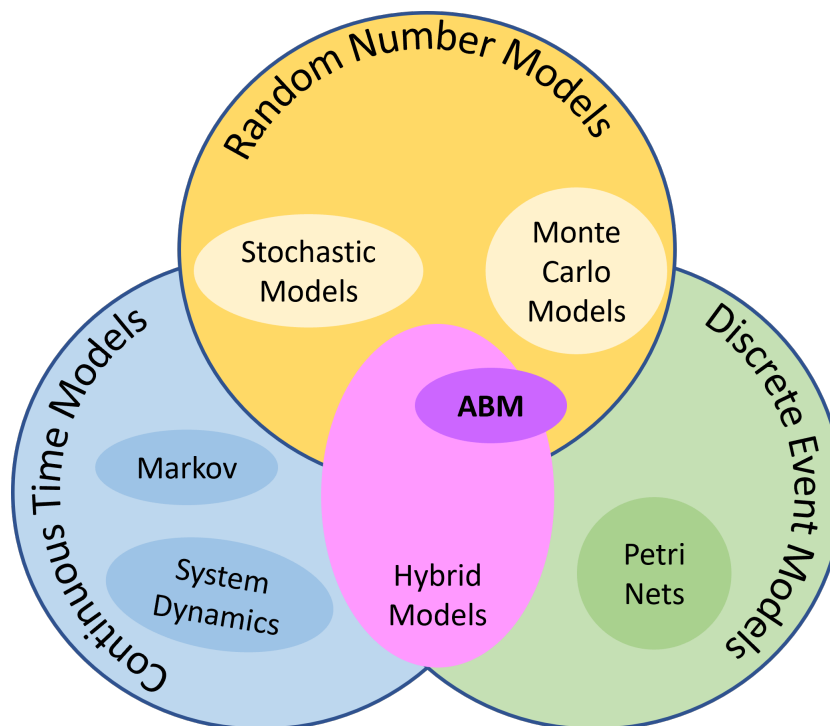 Random Number Models
Stochastic
Models
Monte
Carlo
Models
Continuous Time Models
Discrete Event Models
ABM
Markov
System
Dynamics
Hybrid
Models
Petri
Nets